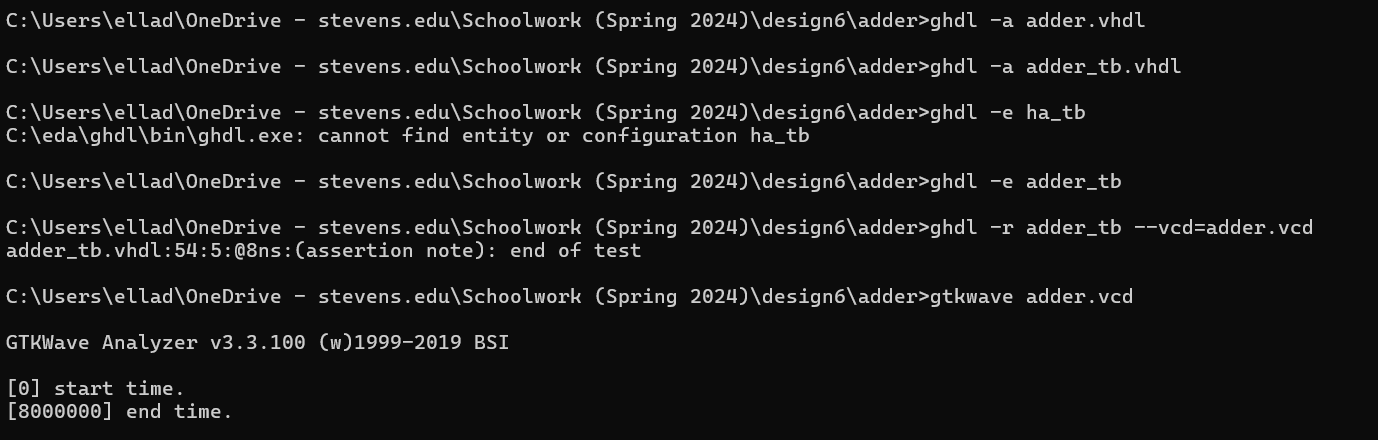 C:\Users\ellad\OneDrive - stevens.edu\Schoolwork (Spring 2024)\design6\adder>ghdl -a adder.vhdl
C:\Users\ellad\OneDrive - stevens.edu\Schoolwork (Spring 2024)\design6\adder>ghdl -a adder_tb.vhdl
C:\Users\ellad\OneDrive - stevens.edu\Schoolwork (Spring 2024)\design6\adder>ghdl -e ha_tb
C:\eda\ghdl\bin\ghdl.exe: cannot find entity or configuration ha_tb
C:\Users\ellad\OneDrive - stevens.edu\Schoolwork (Spring 2024)\design6\adder>ghdl -e adder_tb
C:\Users\ellad\OneDrive - stevens.edu\Schoolwork (Spring 2024)\design6\adder>ghdl -r adder_tb --vcd=adder.vcd
adder_tb.vhdl:54:5:@8ns:(assertion note): end of test
C:\Users\ellad\OneDrive - stevens.edu\Schoolwork (Spring 2024)\design6\adder>gtkwave adder.vcd
GTKWave Analyzer v3.3.100 (w)1999-2019 BSI
[0] start time.
[8000000] end time.